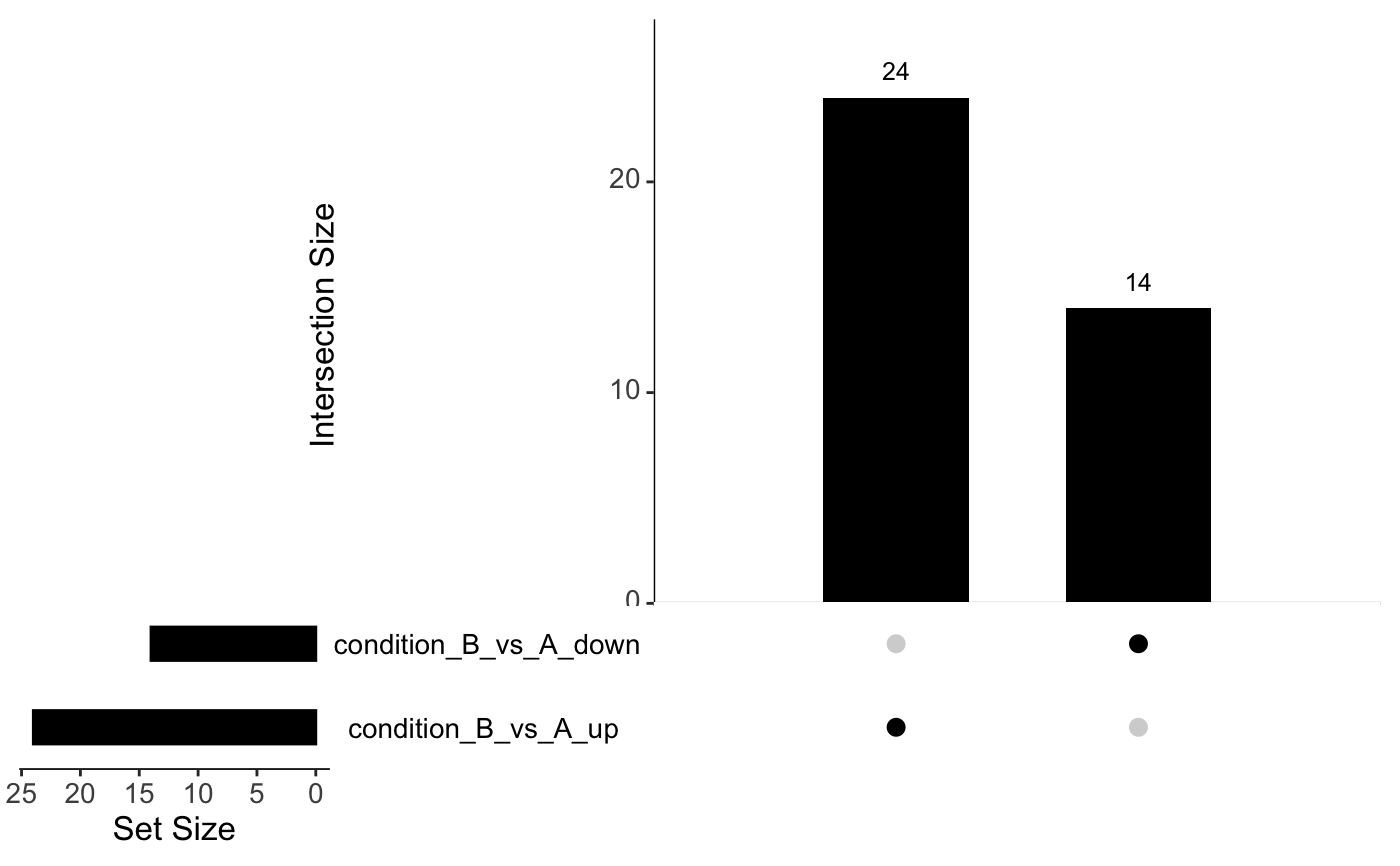 24
20
14
Intersection Size
10
0
condition_B_vs_A_down
condition_B_vs_A_up
25 20 15 10 5 0
Set Size